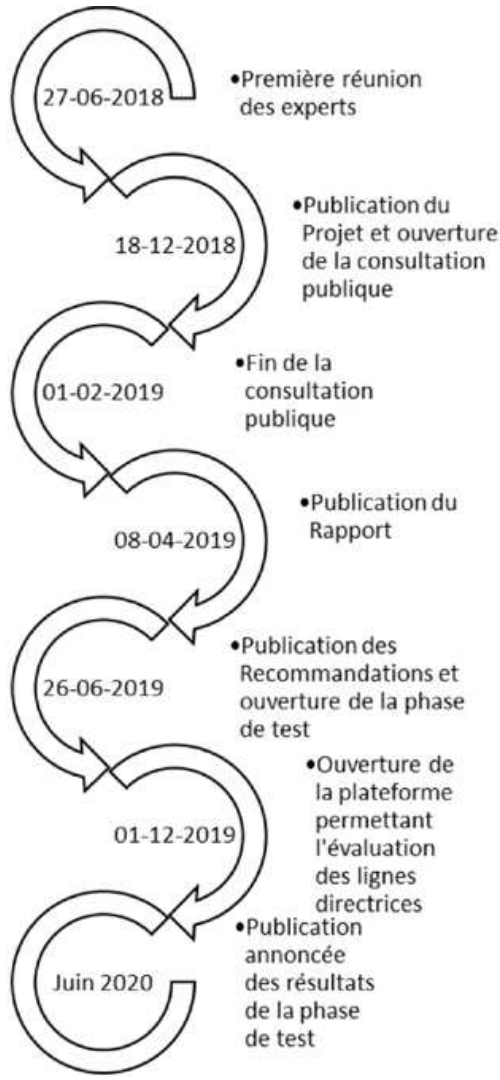 27-06-2018
•Première réunion
des experts
18-12-2018
•Publication du
Projet et ouverture
de la consultation
publique
01-02-2019
•Fin de la
consultation
publique
08-04-2019
•Publication du
Rapport
26-06-2019
•Publication des
Recommandations et
ouverture de la phase
de test
01-12-2019
•Ouverture de
la plateforme
permettant
l'évaluation
des lignes
directrices
Juin 2020
•Publication
annoncée
des résultats
de la phase
de test